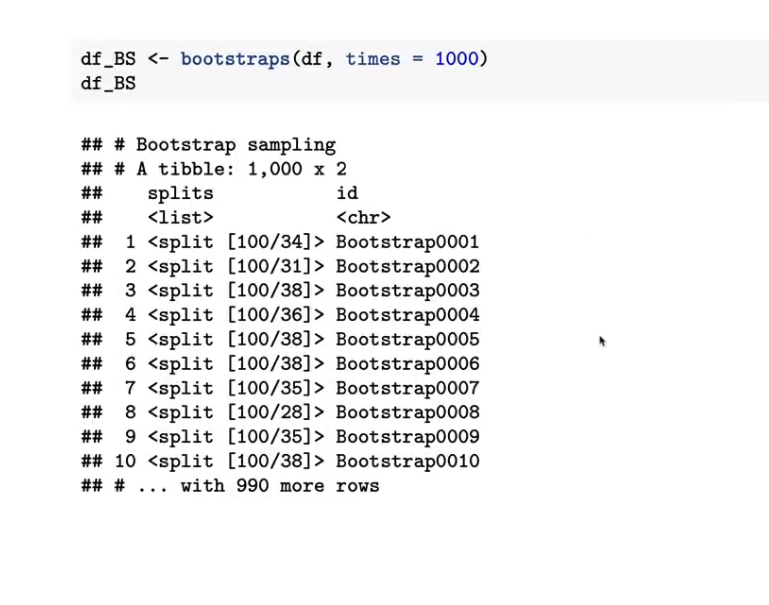 df_BS <- bootstraps(df, times = 1000)
df_BS
## # Bootstrap sampling
## # A tibble: 1,000 x 2
##    splits           id
##    <list>           <chr>
##  1 <split [100/34]> Bootstrap0001
##  2 <split [100/31]> Bootstrap0002
##  3 <split [100/38]> Bootstrap0003
##  4 <split [100/36]> Bootstrap0004
##  5 <split [100/38]> Bootstrap0005
##  6 <split [100/38]> Bootstrap0006
##  7 <split [100/35]> Bootstrap0007
##  8 <split [100/28]> Bootstrap0008
##  9 <split [100/35]> Bootstrap0009
## 10 <split [100/38]> Bootstrap0010
## # ... with 990 more rows